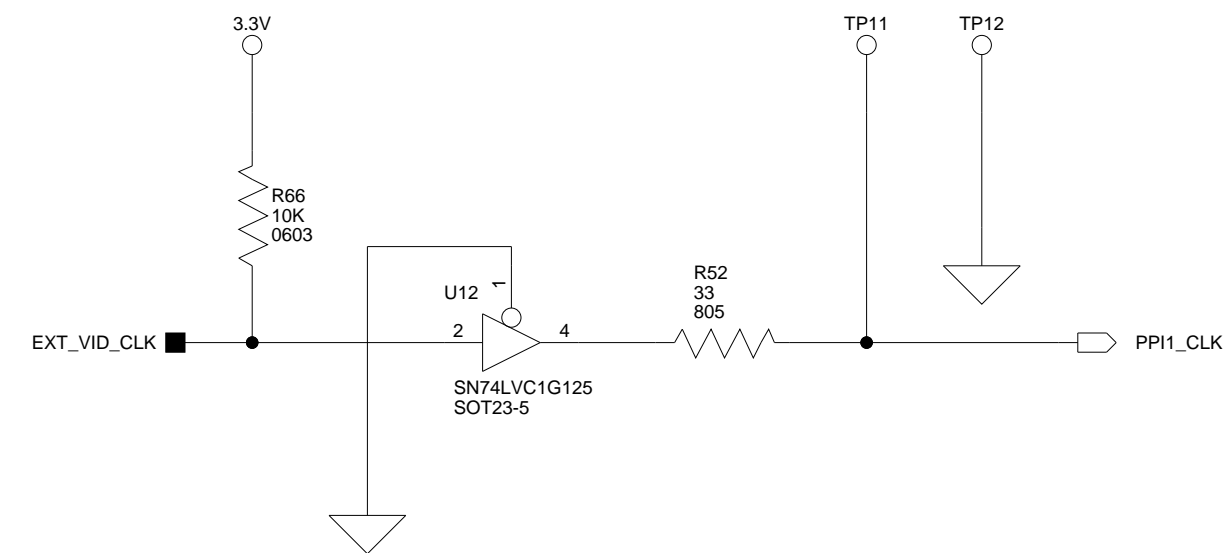 3.3V
TP11
TP12
R66
10K
0603
R52
33
805
U12
1
EXT_VID_CLK
2
4
PPI1_CLK
SN74LVC1G125
SOT23-5